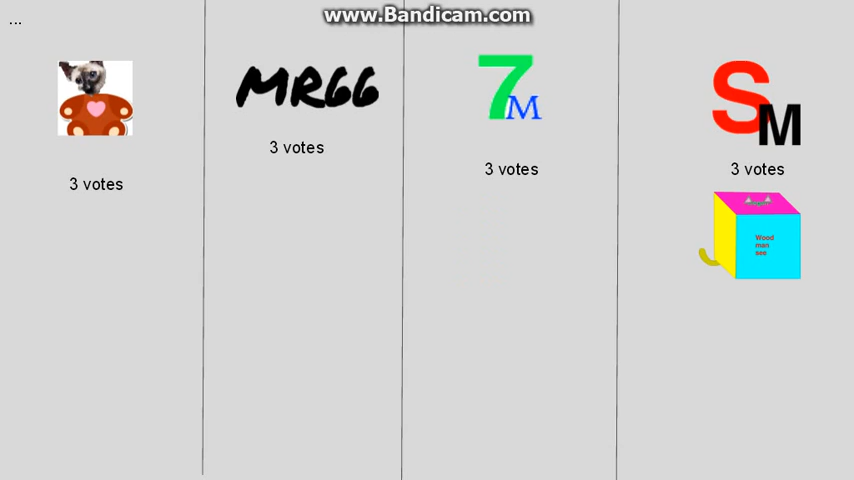 ...
www.Bandicam.com
MR66
7
M
S
M
3 votes
3 votes
3 votes
3 votes
Wood
man
see